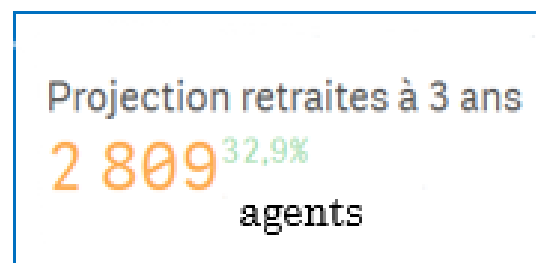 Projection retraites à 3 ans
2 809 32,9%
agents